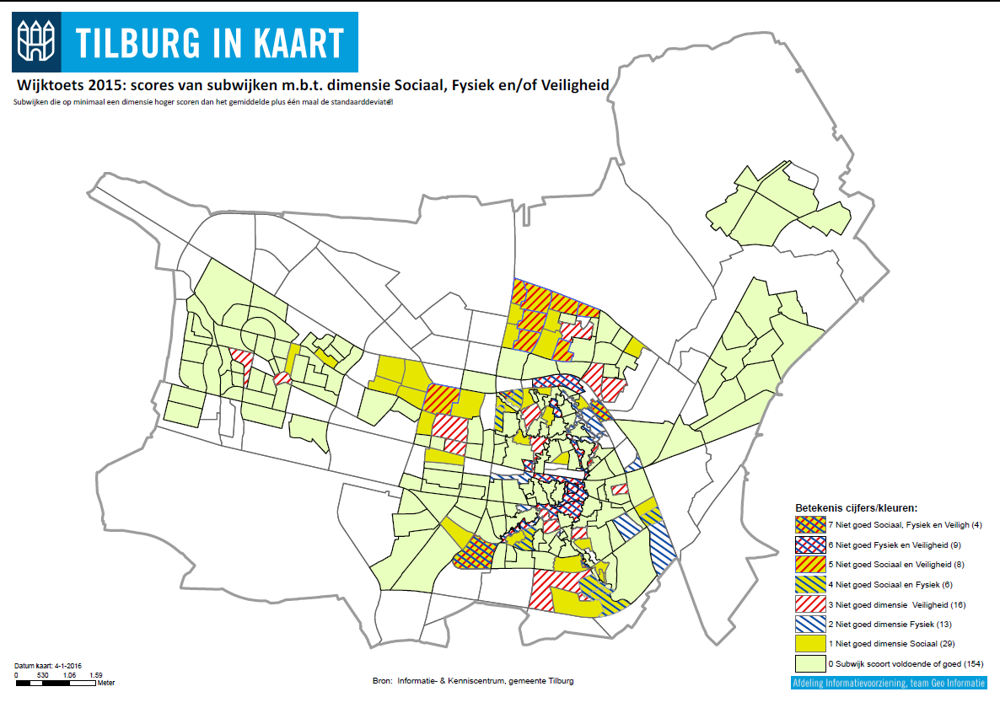 TILBURG IN KAART
Wijktoets 2015: scores van subwijken m.b.t. dimensie Sociaal, Fysiek en/of Veiligheid
Subwijken die op minimaal een dimensie hoger scoren dan het gemiddelde plus één maal de
Betekenis cijfers/kleuren:
7 Niet goed Sociaal, Fysiek en Veiligh (4)
6 Niet goed Fysiek en Veiligheid (9)
5 Niet goed Sociaal en Veiligheid (8)
4 Niet goed Sociaal en Fysiek (6)
3 Niet goed dimensie Veiligheid (16)
2 Niet goed dimensie Fysiek (13)
1 Niet goed dimensie Sociaal (29)
0 Subwijk scoort voldoende of goed (154)
Afdeling Informatievoorziening, team Geo Informatie
Datum kaart: 4-1-2016
0 530 1.06 1.59
Meter
Bron: Informatie- & Kenniscentrum, gemeente Tilburg